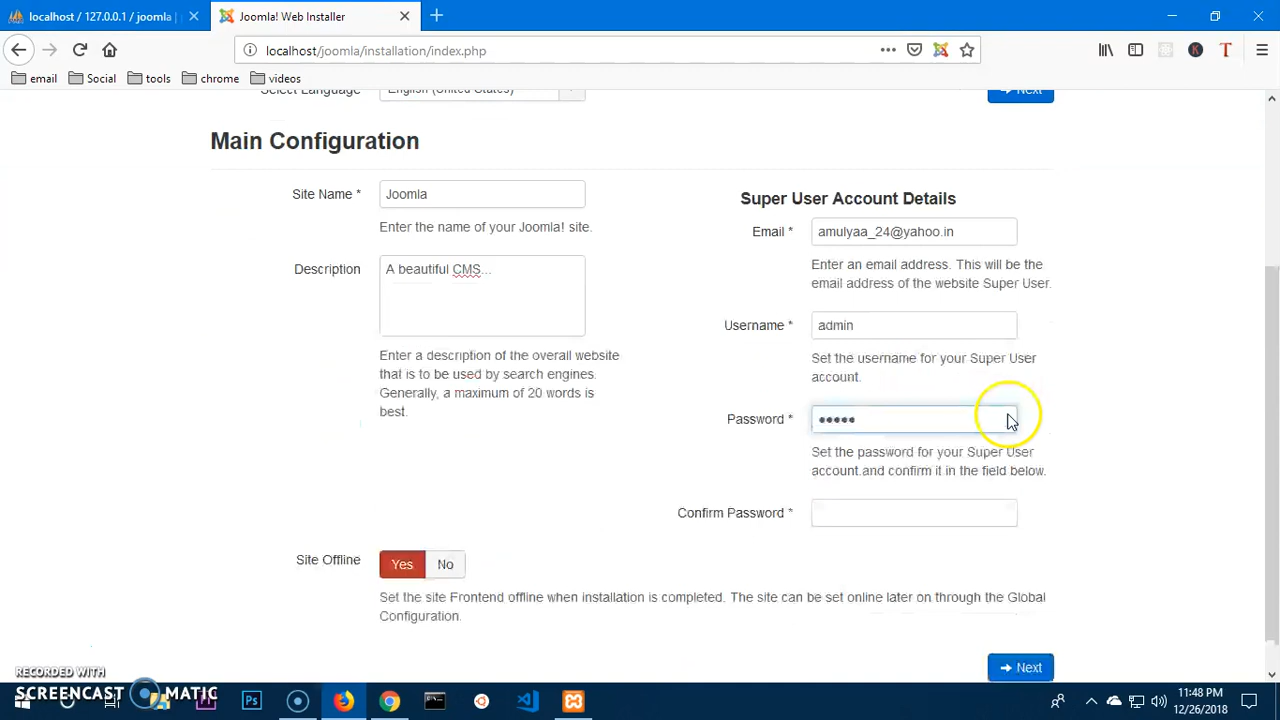 localhost / 127.0.0.1 / joomla |
Joomla! Web Installer
localhost/joomla/installation/index.php
email
Social
tools
chrome
videos
Select Language
English (United States)
Next
Main Configuration
Site Name *
Joomla
Enter the name of your Joomla! site.
Description
A beautiful CMS...
Enter a description of the overall website
that is to be used by search engines.
Generally, a maximum of 20 words is
best.
Super User Account Details
Email *
amulyaa_24@yahoo.in
Enter an email address. This will be the
email address of the website Super User.
Username *
admin
Set the username for your Super User
account.
Password *
●●●●●
Set the password for your Super User
account.and confirm it in the field below.
Confirm Password *
Site Offline
Yes
No
Set the site Frontend offline when installation is completed. The site can be set online later on through the Global
Configuration.
Next
RECORDED WITH
SCREENCAST MATIC
Ps
11:48 PM
12/26/2018